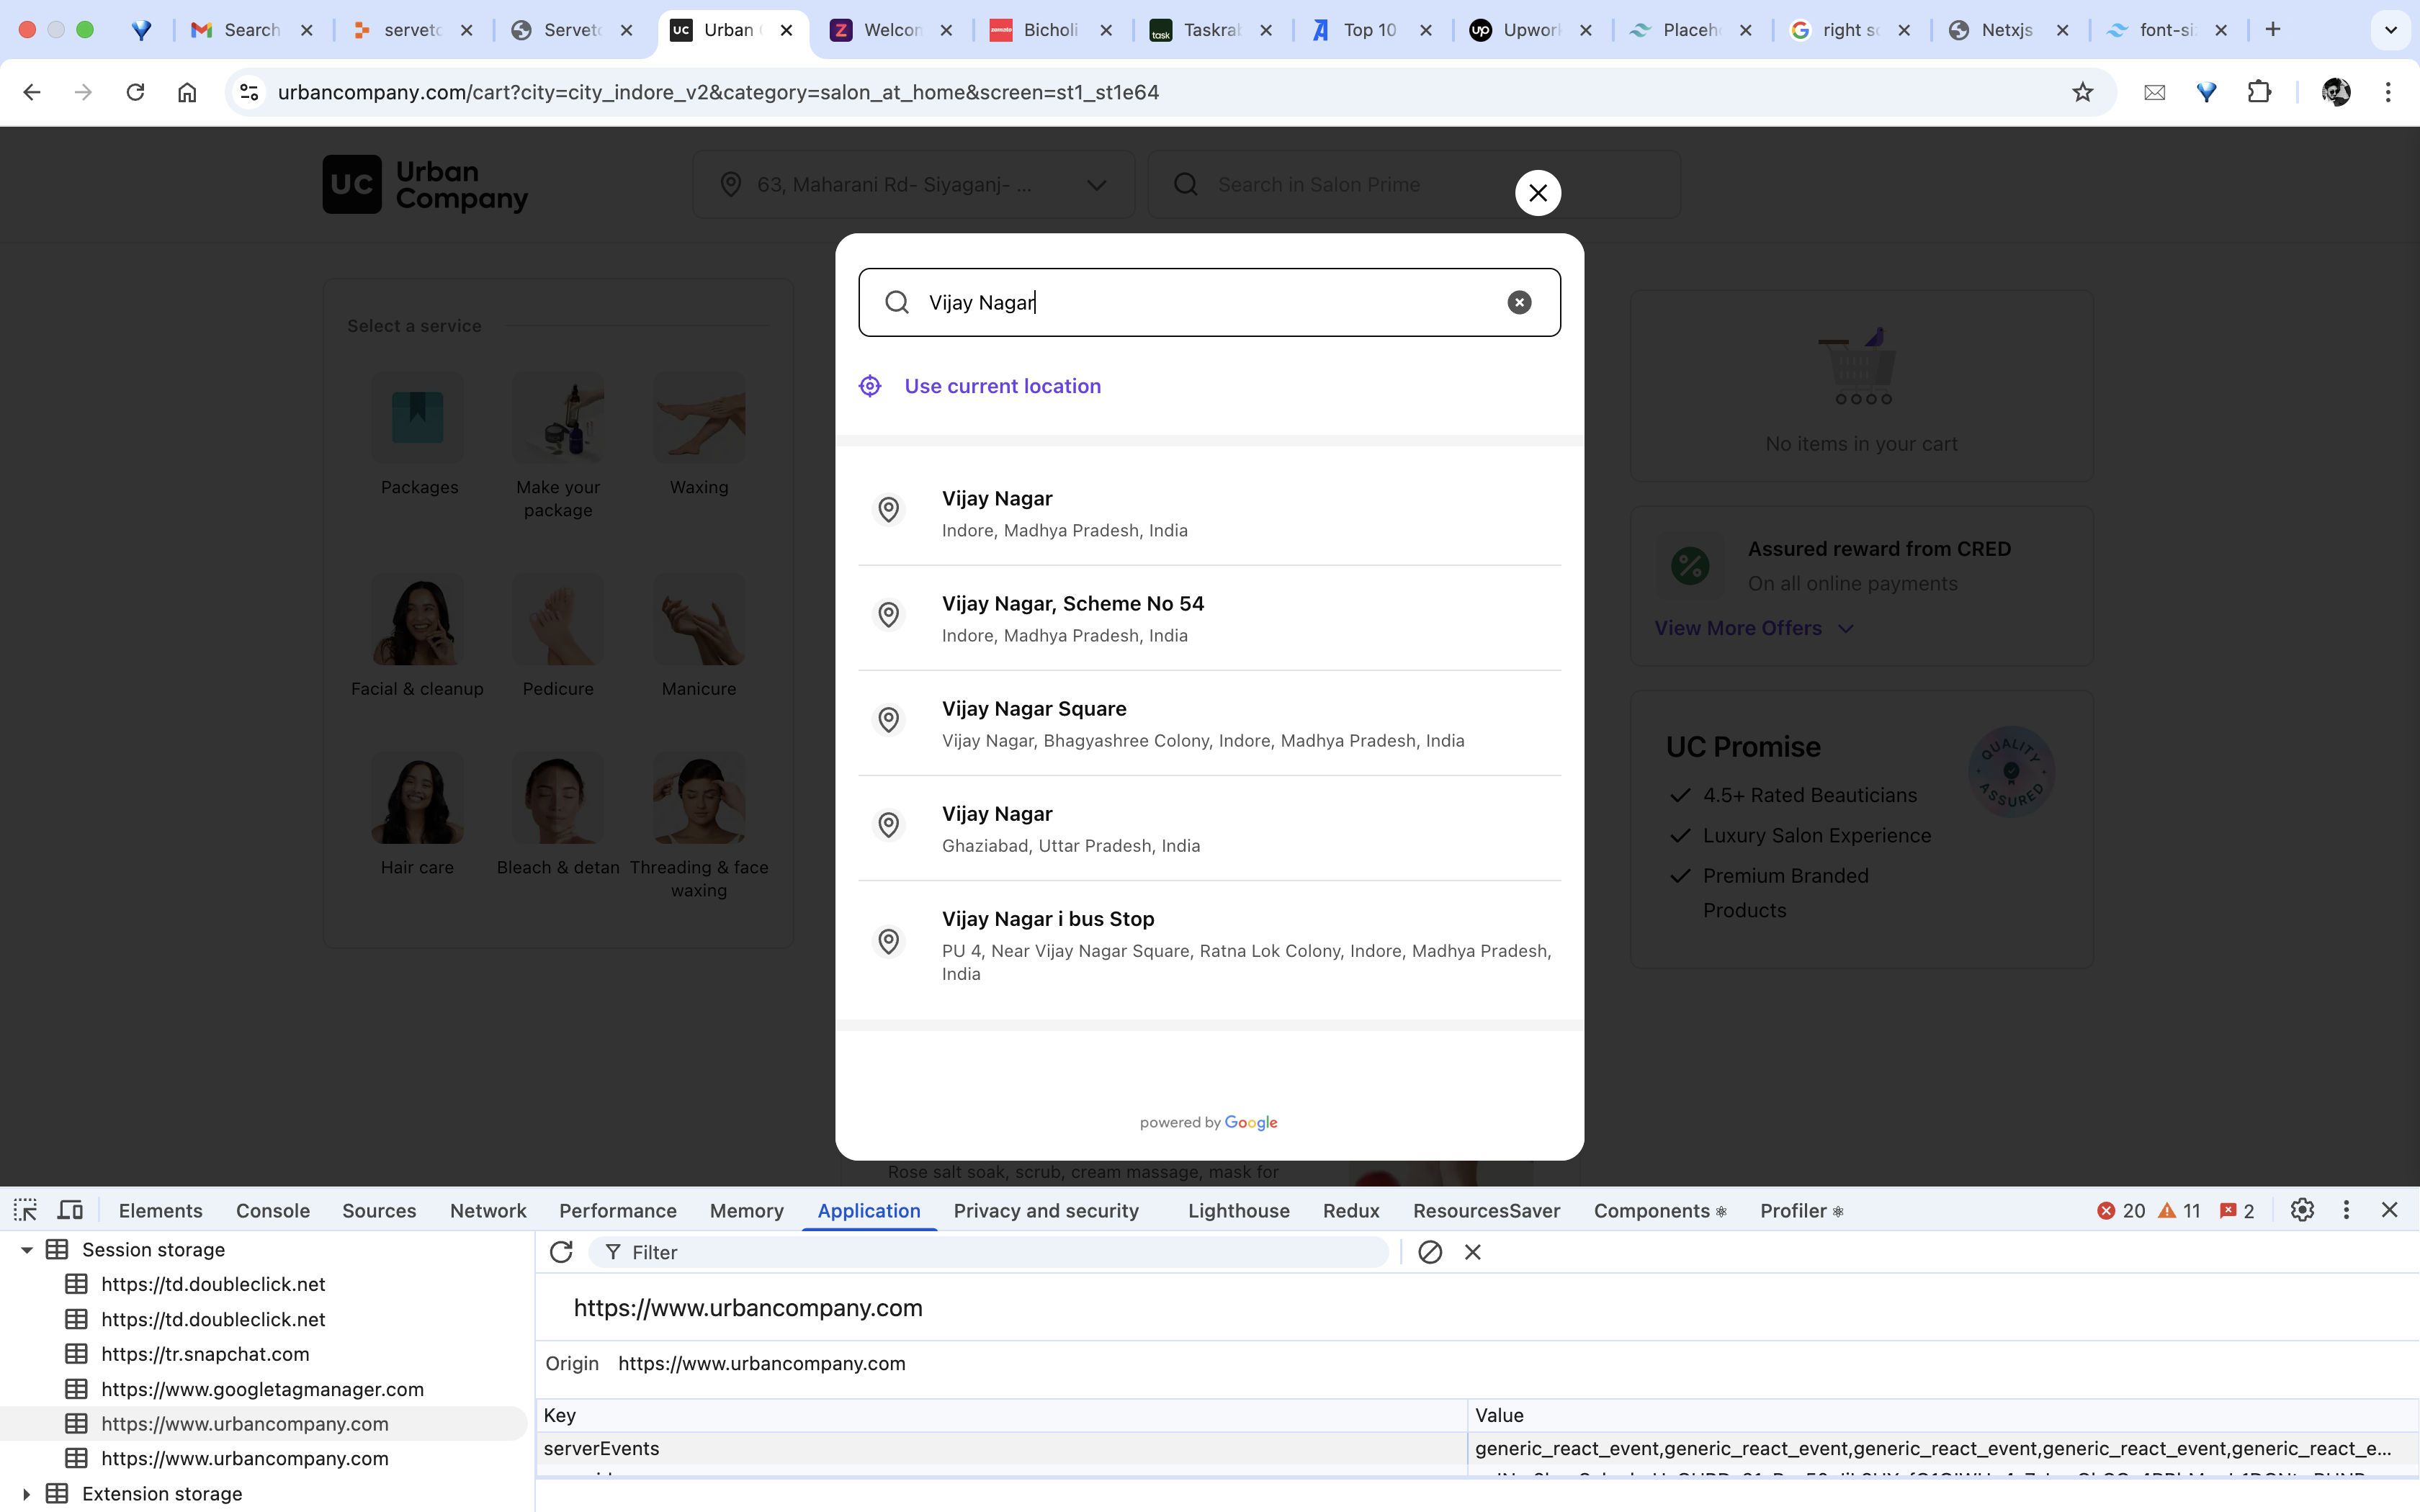 Search
serveto
Serveto
Urban
Welcon
Bicholi
Taskrab
Top 10
Upwork
Placeho
right sc
Netxjs
font-siz
urbancompany.com/cart?city=city_indore_v2&category=salon_at_home&screen=st1_st1e64
UC
Urban
Company
63, Maharani Rd- Siyaganj- ...
Search in Salon Prime
Vijay Nagar
Use current location
Vijay Nagar
Indore, Madhya Pradesh, India
Vijay Nagar, Scheme No 54
Indore, Madhya Pradesh, India
Vijay Nagar Square
Vijay Nagar, Bhagyashree Colony, Indore, Madhya Pradesh, India
Vijay Nagar
Ghaziabad, Uttar Pradesh, India
Vijay Nagar i bus Stop
PU 4, Near Vijay Nagar Square, Ratna Lok Colony, Indore, Madhya Pradesh,
India
powered by Google
Select a service
Packages
Make your
package
Waxing
Facial & cleanup
Pedicure
Manicure
Hair care
Bleach & detan
Threading & face
waxing
No items in your cart
Assured reward from CRED
On all online payments
View More Offers
UC Promise
4.5+ Rated Beauticians
Luxury Salon Experience
Premium Branded
Products
QUALITY
ASSURED
Rose salt soak, scrub, cream massage, mask for
Elements
Console
Sources
Network
Performance
Memory
Application
Privacy and security
Lighthouse
Redux
ResourcesSaver
Components
Profiler
20
11
2
Session storage
https://td.doubleclick.net
https://td.doubleclick.net
https://tr.snapchat.com
https://www.googletagmanager.com
https://www.urbancompany.com
https://www.urbancompany.com
Extension storage
Filter
https://www.urbancompany.com
Origin https://www.urbancompany.com
Key
Value
serverEvents
generic_react_event,generic_react_event,generic_react_event,generic_react_event,generic_react_e...